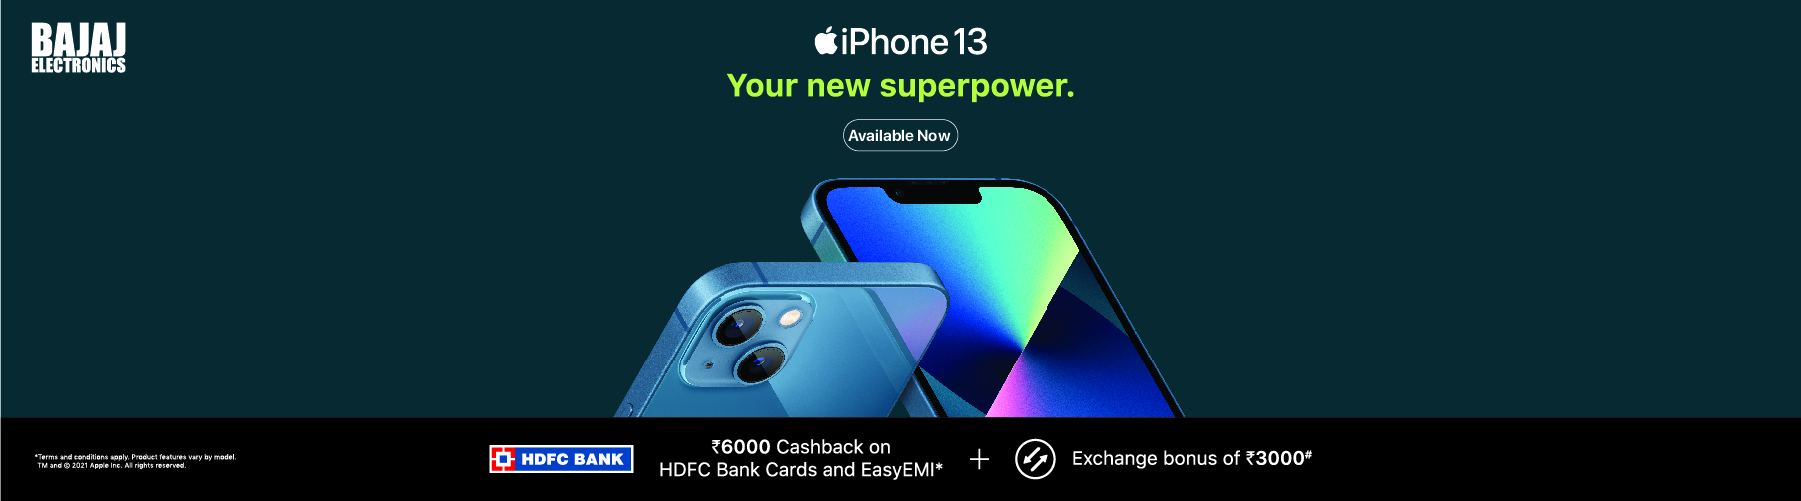 BAJAJ
ELECTRONICS
iPhone 13
Your new superpower.
Available Now
*Terms and conditions apply. Product features vary by model.
TM and © 2021 Apple Inc. All rights reserved.
HDFC BANK
₹6000 Cashback on
HDFC Bank Cards and EasyEMI*
+
Exchange bonus of ₹3000#